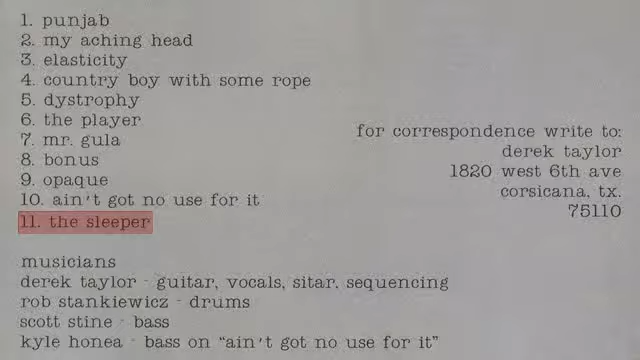 1. punjab
2. my aching head
3. elasticity
4. country boy with some rope
5. dystrophy
6. the player
7. mr. gula
8. bonus
9. opaque
10. ain't got no use for it
11. the sleeper
for correspondence write to:
derek taylor
1820 west 6th ave
corsicana, tx.
75110
musicians
derek taylor - guitar, vocals, sitar, sequencing
rob stankiewicz - drums
scott stine - bass
kyle honea - bass on "ain't got no use for it"